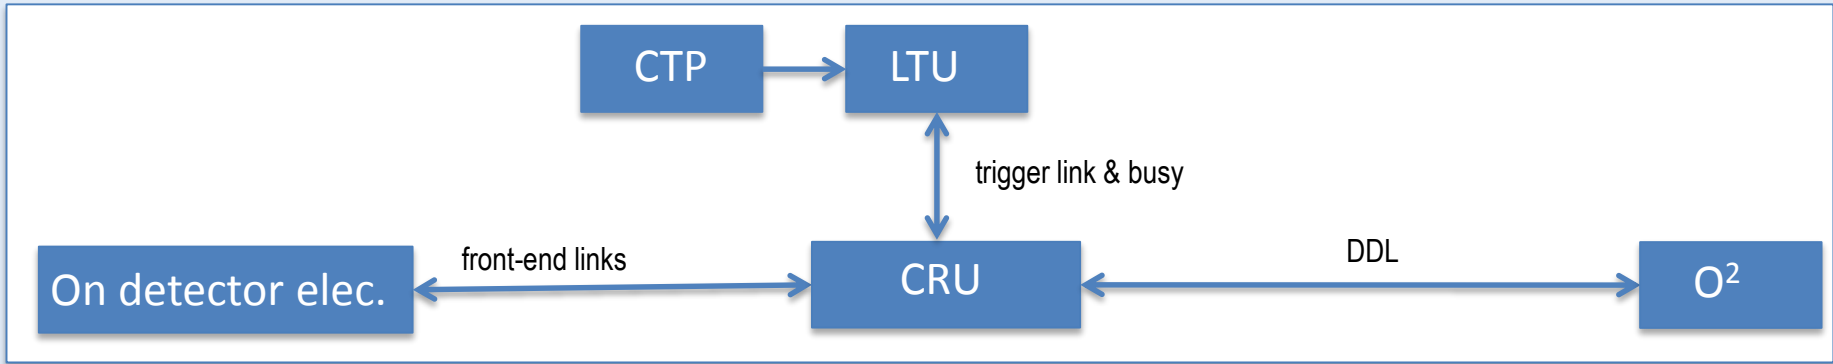 CTP
LTU
trigger link & busy
On detector elec.
front-end links
CRU
DDL
O²